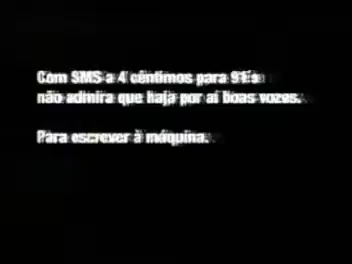 Com SMS a 4 cêntimos para 91's
não admira que haja por aí boas vozes.
Para escrever à máquina.